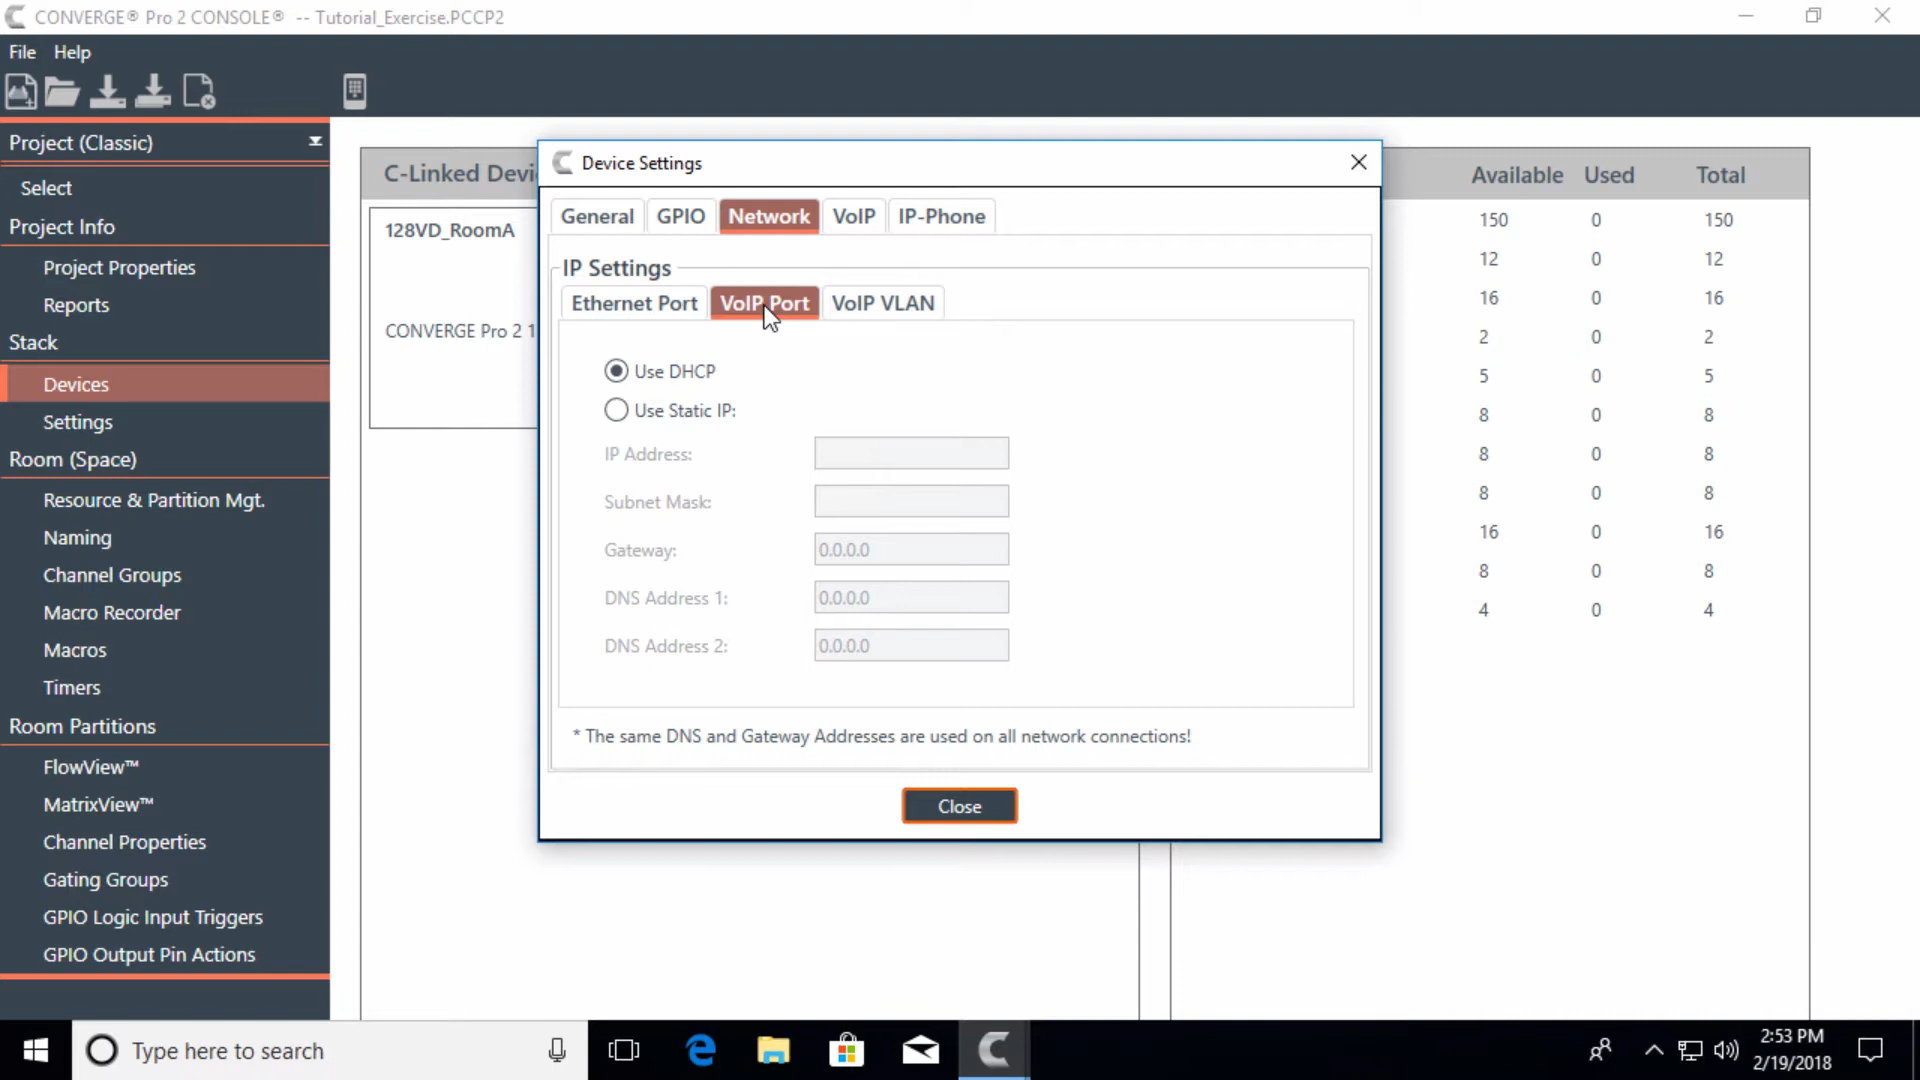 CONVERGE® Pro 2 CONSOLE® -- Tutorial_Exercise.PCCP2
File Help
Project (Classic)
Select
Project Info
Project Properties
Reports
Stack
Devices
Settings
Room (Space)
Resource & Partition Mgt.
Naming
Channel Groups
Macro Recorder
Macros
Timers
Room Partitions
FlowView™
MatrixView™
Channel Properties
Gating Groups
GPIO Logic Input Triggers
GPIO Output Pin Actions
128VD_RoomA
CONVERGE Pro 2
Device Settings
General GPIO Network VoIP IP-Phone
IP Settings
Ethernet Port VoIP Port VoIP VLAN
Use DHCP
Use Static IP:
IP Address:
Subnet Mask:
Gateway: 0.0.0.0
DNS Address 1: 0.0.0.0
DNS Address 2: 0.0.0.0
* The same DNS and Gateway Addresses are used on all network connections!
Close
Available Used Total
150 0 150
12 0 12
16 0 16
2 0 2
5 0 5
8 0 8
8 0 8
8 0 8
16 0 16
8 0 8
4 0 4
Type here to search
2:53 PM
2/19/2018